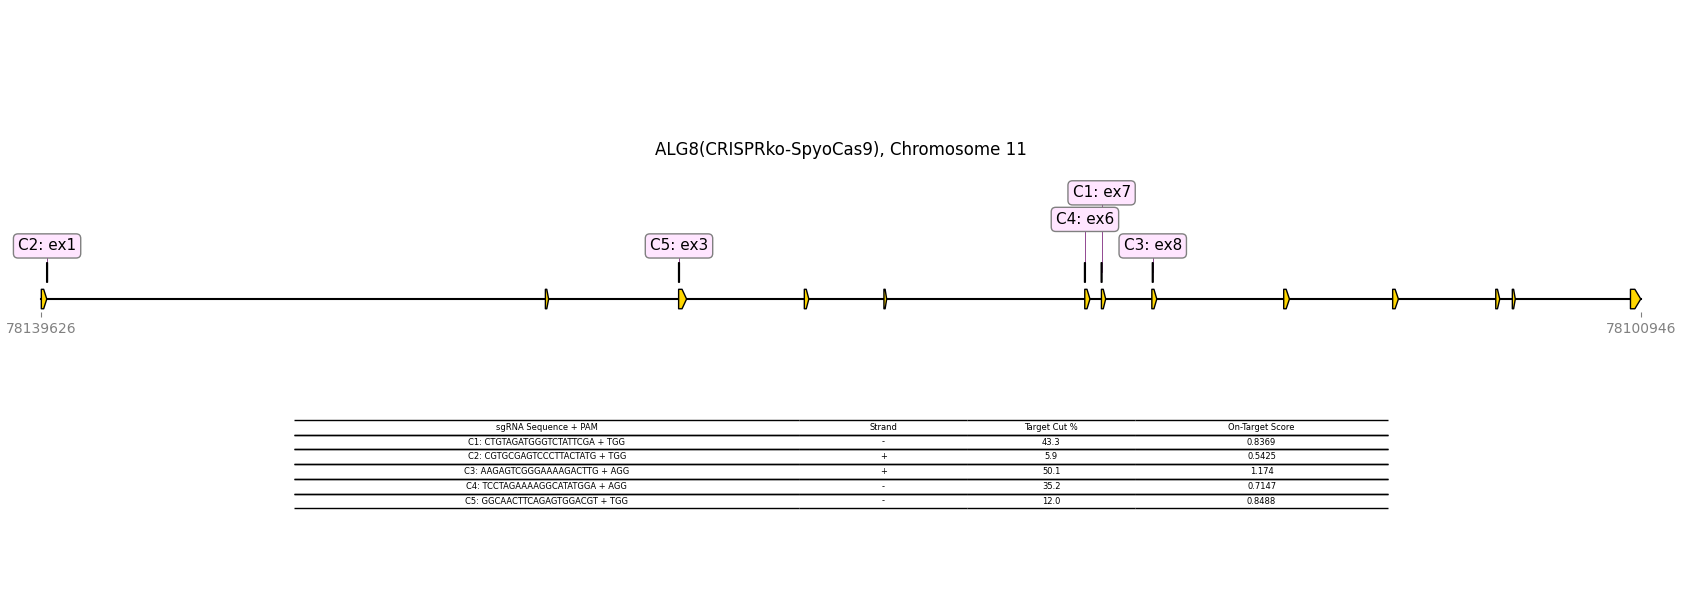 ALG8(CRISPRko-SpyoCas9), Chromosome 11
C1: ex7
C4: ex6
C2: ex1
C5: ex3
C3: ex8
78139626
78100946
sgRNA Sequence + PAM Strand Target Cut % On-Target Score
C1: CTGTAGATGGGTCTATTCGA + TGG - 43.3 0.8369
C2: CGTGCGAGTCCCTTACTATG + TGG + 5.9 0.5425
C3: AAGAGTCGGGAAAAGACTTG + AGG + 50.1 1.174
C4: TCCTAGAAAAGGCATATGGA + AGG - 35.2 0.7147
C5: GGCAACTTCAGAGTGGACGT + TGG - 12.0 0.8488